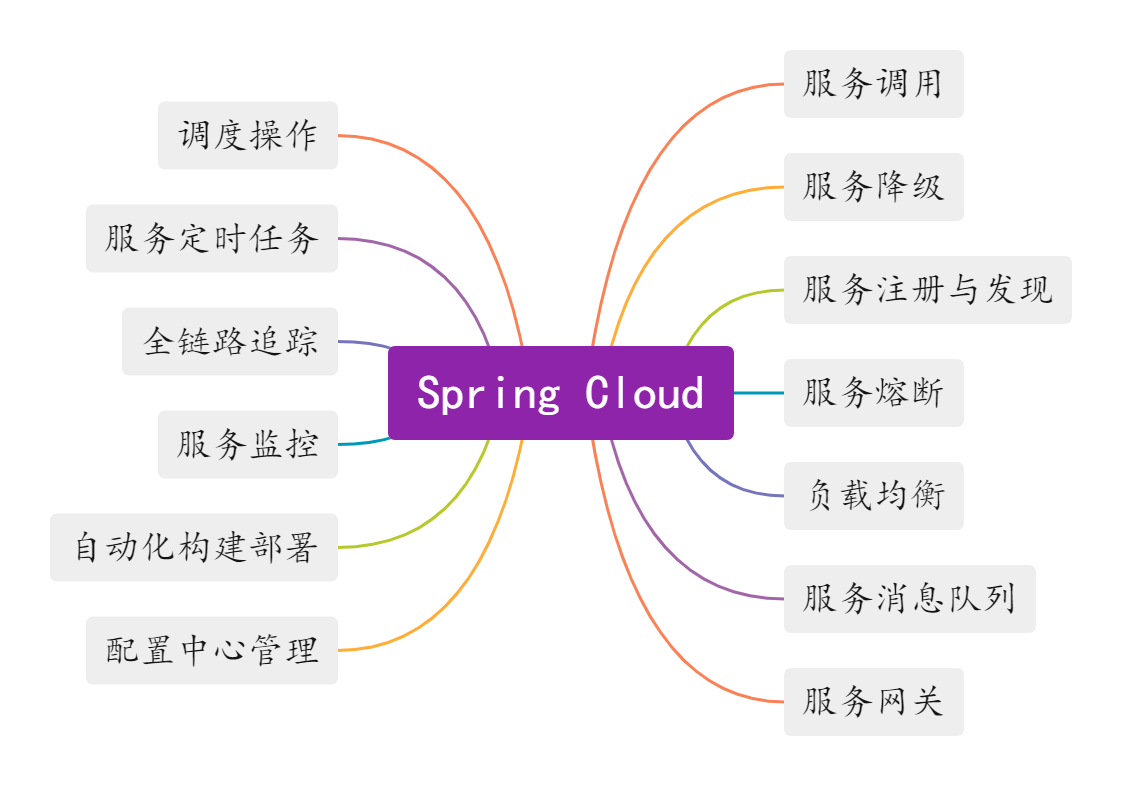 Spring Cloud
服务调用
服务降级
服务注册与发现
服务熔断
负载均衡
服务消息队列
服务网关
调度操作
服务定时任务
全链路追踪
服务监控
自动化构建部署
配置中心管理